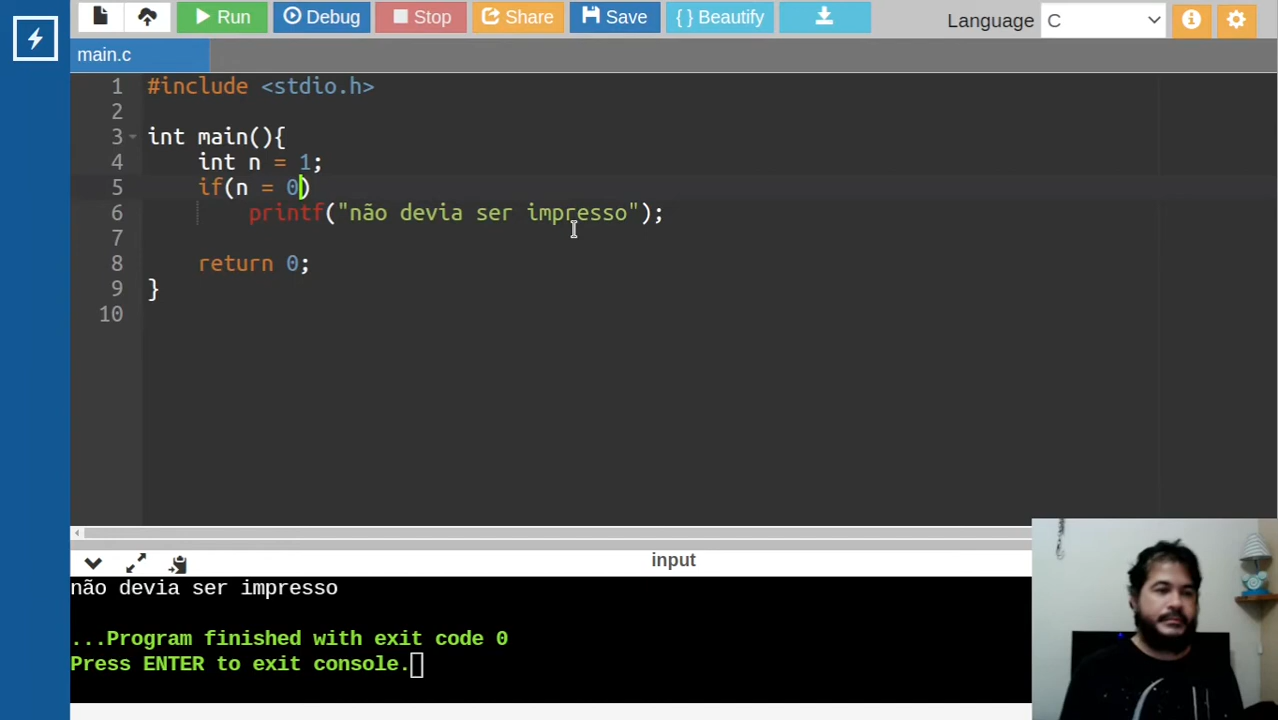 Run Debug Stop Share Save { } Beautify Language C
main.c
1 #include <stdio.h>
2
3 int main(){
4 int n = 1;
5 if(n = 0)
6 printf("não devia ser impresso");
7
8 return 0;
9 }
10
input
não devia ser impresso
...Program finished with exit code 0
Press ENTER to exit console.